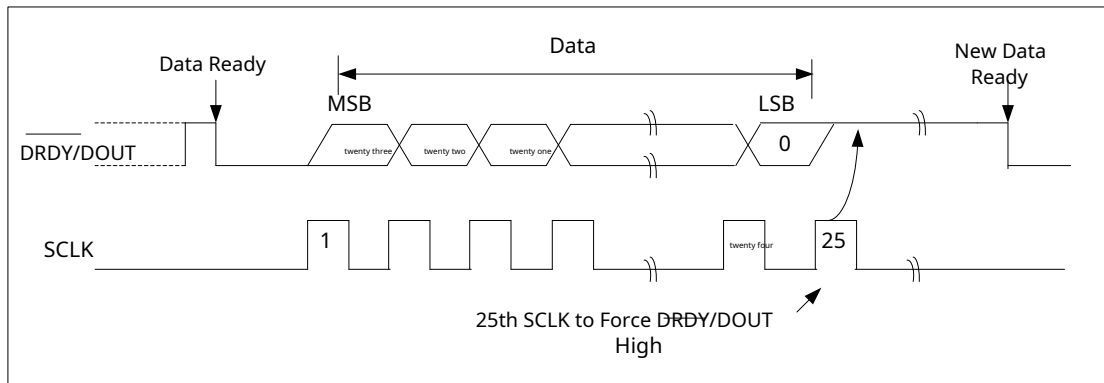 Data
Data Ready
New Data
Ready
MSB
LSB
DRDY/DOUT
twenty three
twenty two
twenty one
0
SCLK
1
twenty four
25
25th SCLK to Force DRDY/DOUT
High